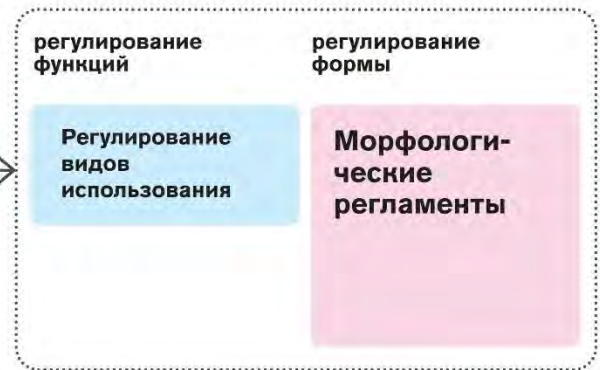 регулирование
функций
регулирование
формы
Регулирование
видов
использования
Морфологи-
ческие
регламенты